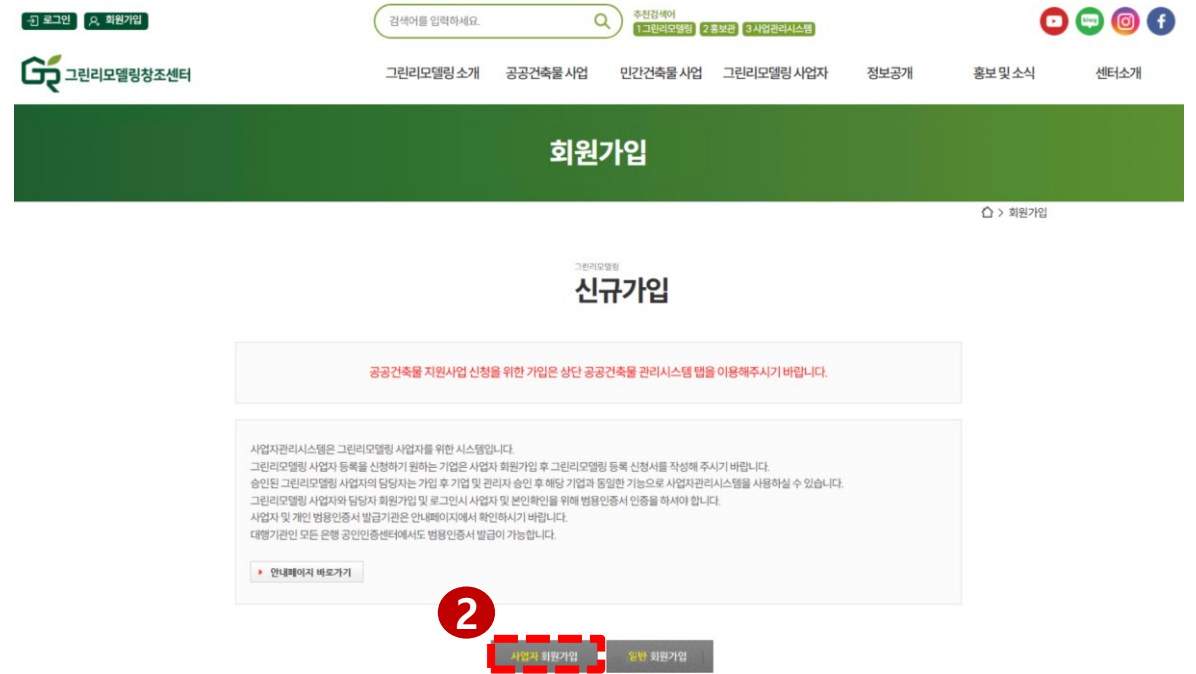 로그인
회원가입
검색어를 입력하세요.
추천검색어
1 그린리모델링 2 홍보관 3 사업관리시스템
blog
GR 그린리모델링창조센터
그린리모델링 소개 공공건축물 사업 민간건축물 사업 그린리모델링 사업자 정보공개 홍보 및 소식 센터소개
회원가입
> 회원가입
그린리모델링
신규가입
공공건축물 지원사업 신청을 위한 가입은 상단 공공건축물 관리시스템 탭을 이용해주시기 바랍니다.
사업자관리시스템은 그린리모델링 사업자를 위한 시스템입니다.
그린리모델링 사업자 등록을 신청하기 원하는 기업은 사업자 회원가입 후 그린리모델링 등록 신청서를 작성해 주시기 바랍니다.
승인된 그린리모델링 사업자의 담당자는 가입 후 기업 및 관리자 승인 후 해당 기업과 동일한 기능으로 사업자관리시스템을 사용하실 수 있습니다.
그린리모델링 사업자와 담당자 회원가입 및 로그인시 사업자 및 본인확인을 위해 범용인증서 인증을 하셔야 합니다.
사업자 및 개인 범용인증서 발급기관은 안내페이지에서 확인하시기 바랍니다.
대행기관인 모든 은행 공인인증센터에서도 범용인증서 발급이 가능합니다.
안내페이지 바로가기
2
사업자 회원가입
일반 회원가입